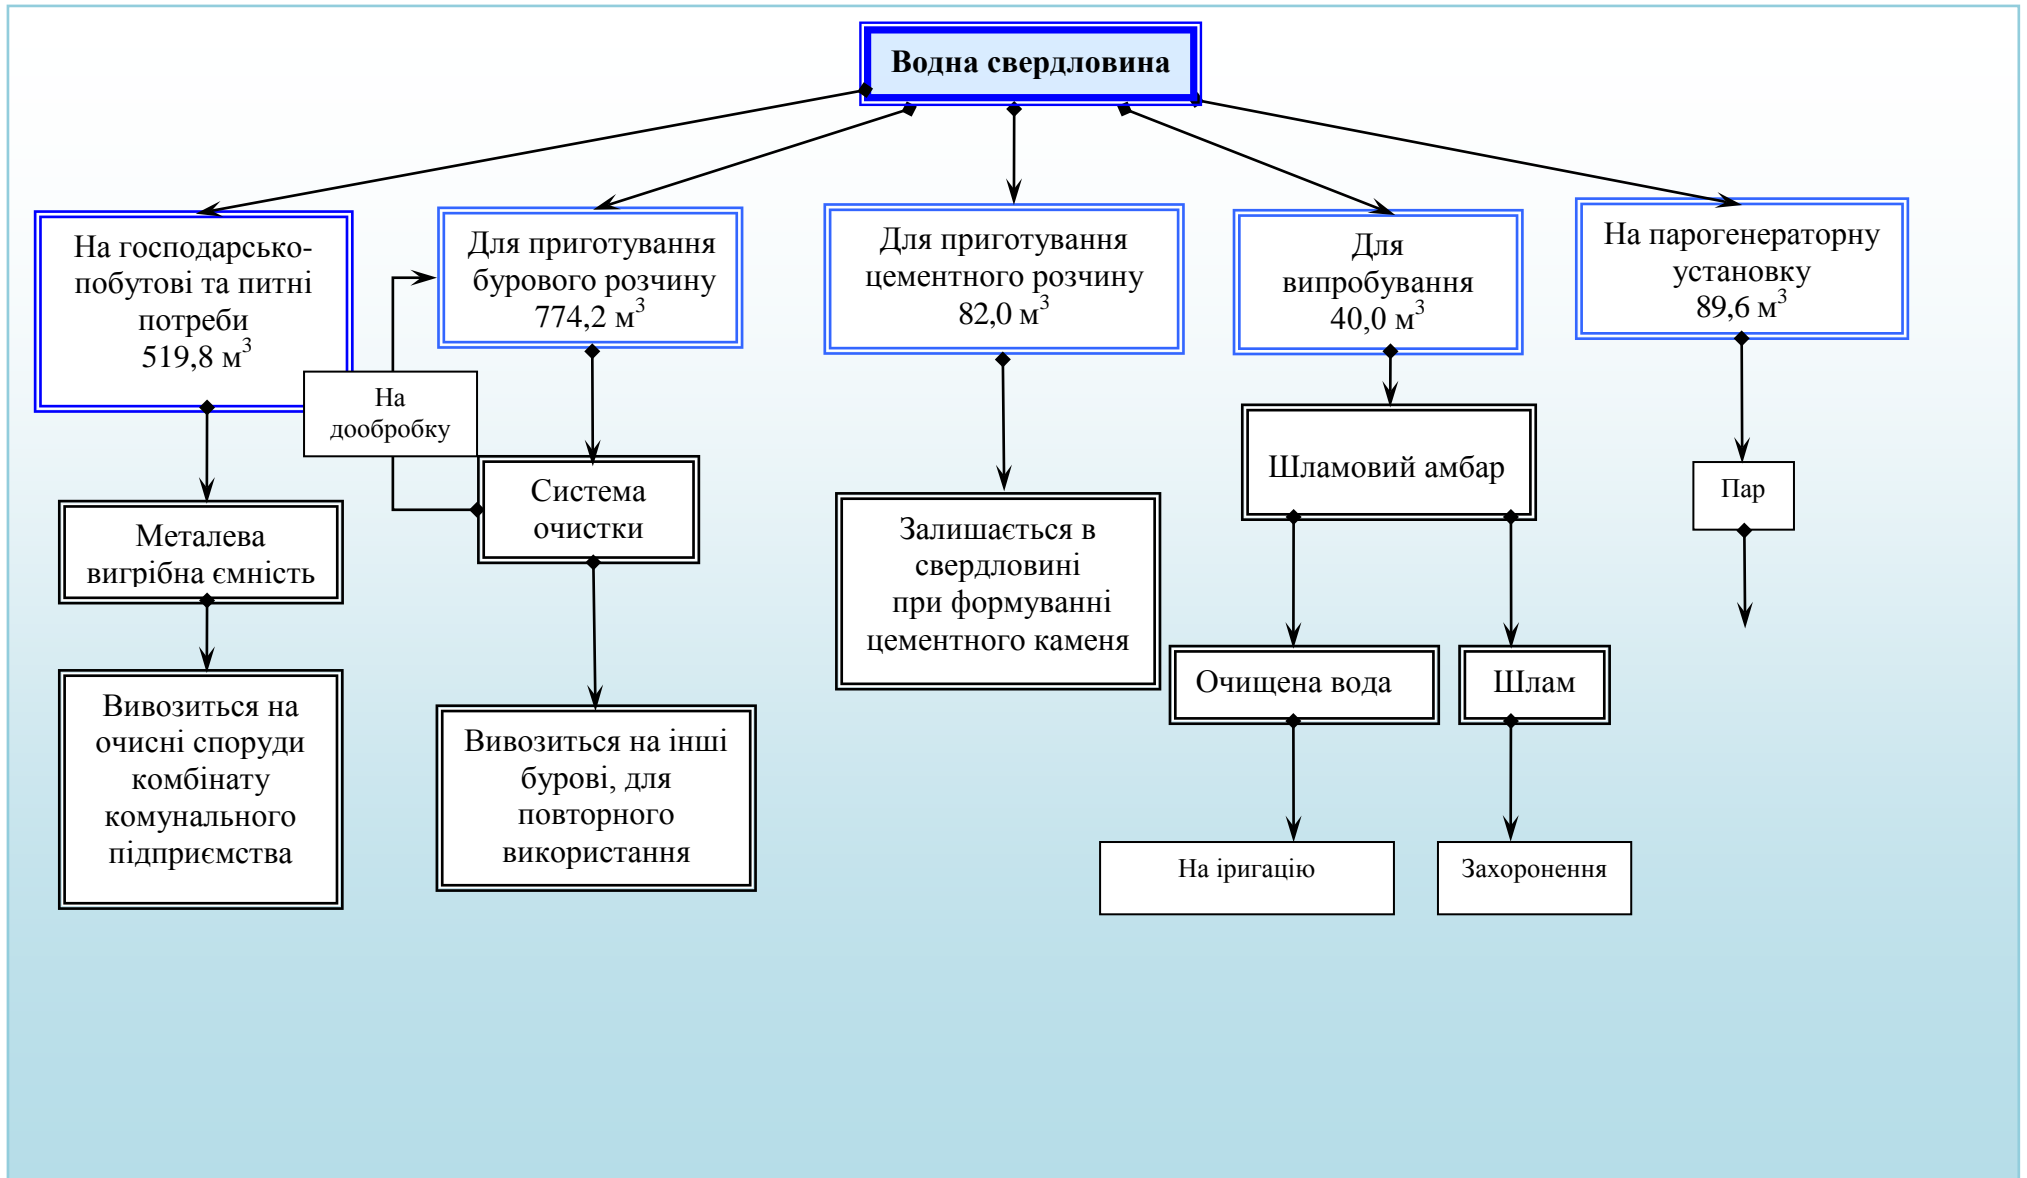 Водна свердловина
На господарсько-
побутові та питні
потреби
519,8 м³
Для приготування
бурового розчину
774,2 м³
Для приготування
цементного розчину
82,0 м³
Для
випробування
40,0 м³
На парогенераторну
установку
89,6 м³
На
дообробку
Система
очистки
Шламовий амбар
Пар
Металева
вигрібна ємність
Залишається в
свердловині
при формуванні
цементного каменя
Очищена вода
Шлам
Вивозиться на
очисні споруди
комбінату
комунального
підприємства
Вивозиться на інші
бурові, для
повторного
використання
На іригацію
Захоронення